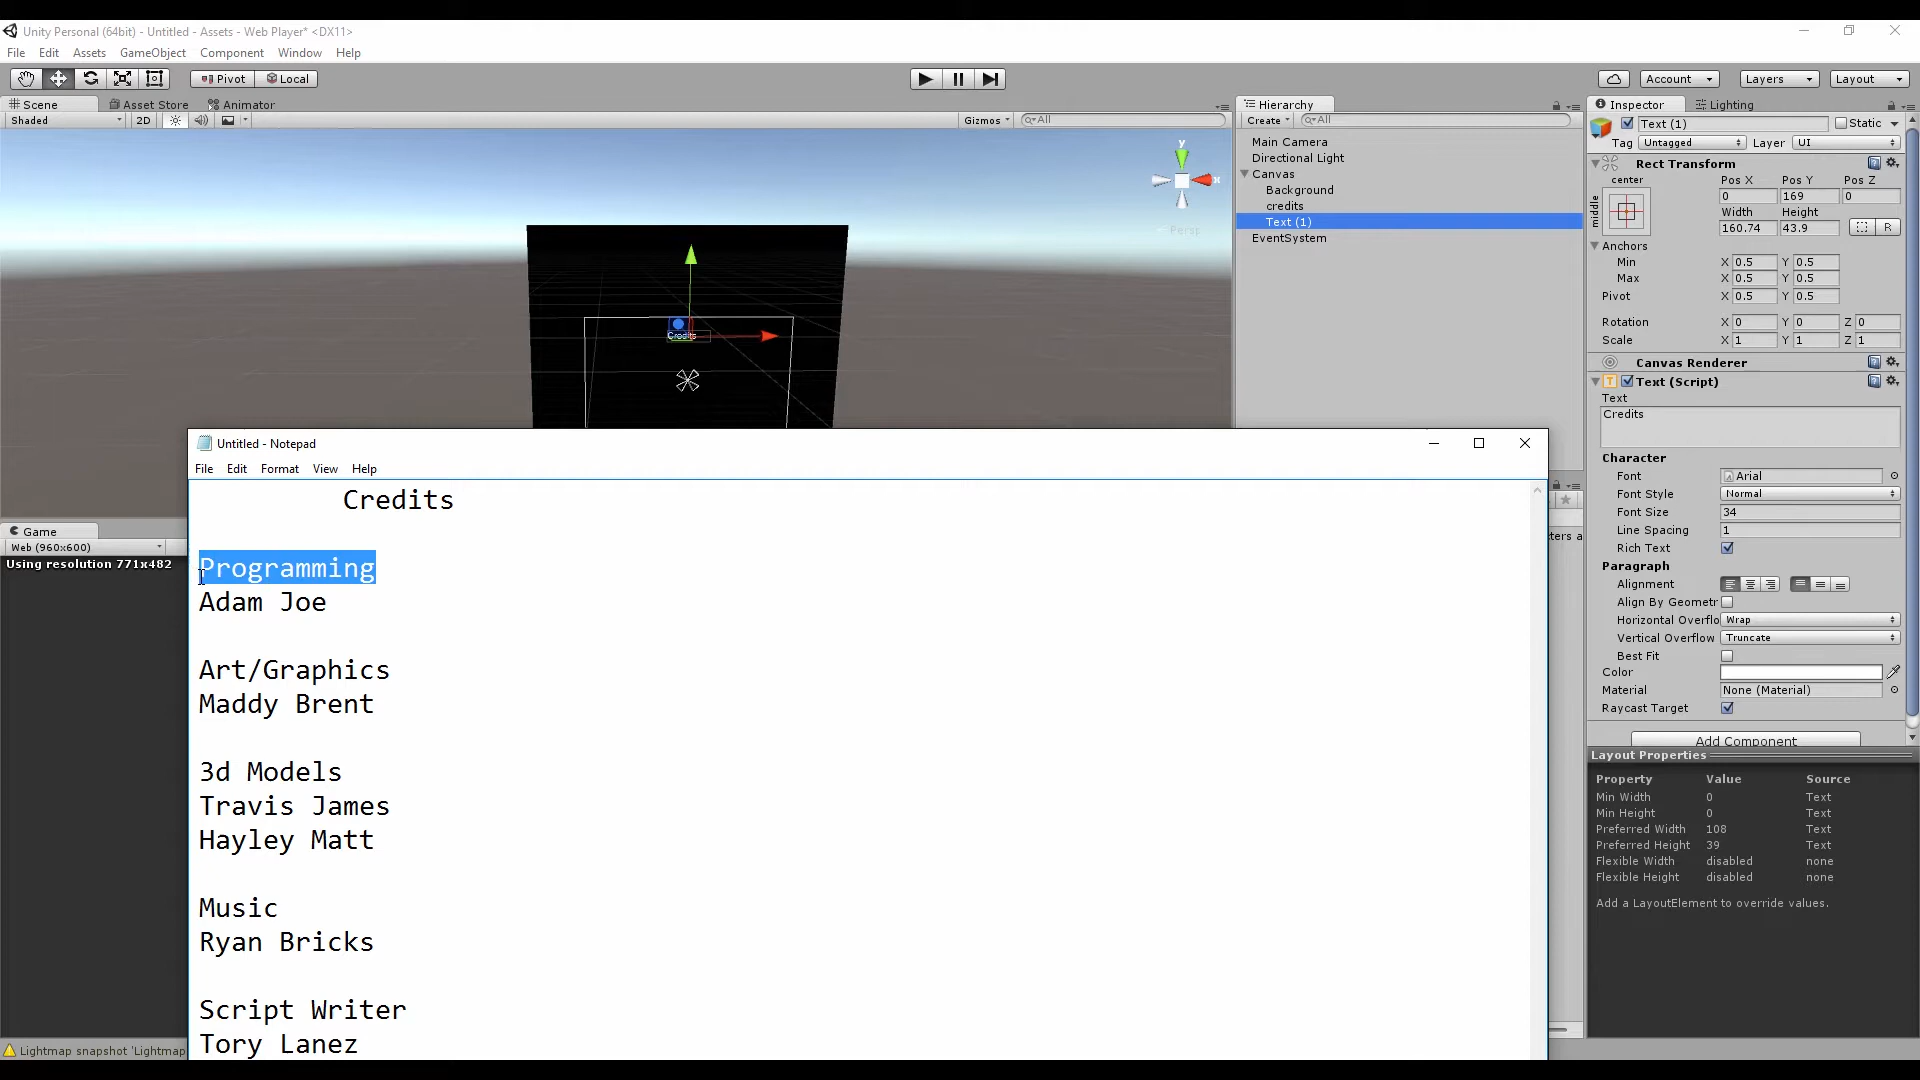 Unity Personal (64bit) - Untitled - Assets - Web Player* <DX11>
File Edit Assets GameObject Component Window Help
Pivot Local Account Layers Layout
Scene Asset Store Animator
Shaded 2D Gizmos All
Hierarchy
Create All
Main Camera
Directional Light
Canvas
Background
credits
Text (1)
EventSystem
y
x
Persp
Credits
Inspector Lighting
Text (1) Static
Tag Untagged Layer UI
Rect Transform
center Pos X Pos Y Pos Z
middle
0 169 0
Width Height
160.74 43.9 R
Anchors
Min X 0.5 Y 0.5
Max X 0.5 Y 0.5
Pivot X 0.5 Y 0.5
Rotation X 0 Y 0 Z 0
Scale X 1 Y 1 Z 1
Canvas Renderer
Text (Script)
Text
Credits
Character
Font Arial
Font Style Normal
Font Size 34
Line Spacing 1
Rich Text
Paragraph
Alignment
Align By Geometr
Horizontal Overflo Wrap
Vertical Overflow Truncate
Best Fit
Color
Material None (Material)
Raycast Target
Add Component
Layout Properties
Property Value Source
Min Width 0 Text
Min Height 0 Text
Preferred Width 108 Text
Preferred Height 39 Text
Flexible Width disabled none
Flexible Height disabled none
Add a LayoutElement to override values.
Game
Web (960x600)
Using resolution 771x482
ters a
Lightmap snapshot 'Lightmap
Untitled - Notepad
File Edit Format View Help
Credits
Programming
Adam Joe
Art/Graphics
Maddy Brent
3d Models
Travis James
Hayley Matt
Music
Ryan Bricks
Script Writer
Tory Lanez